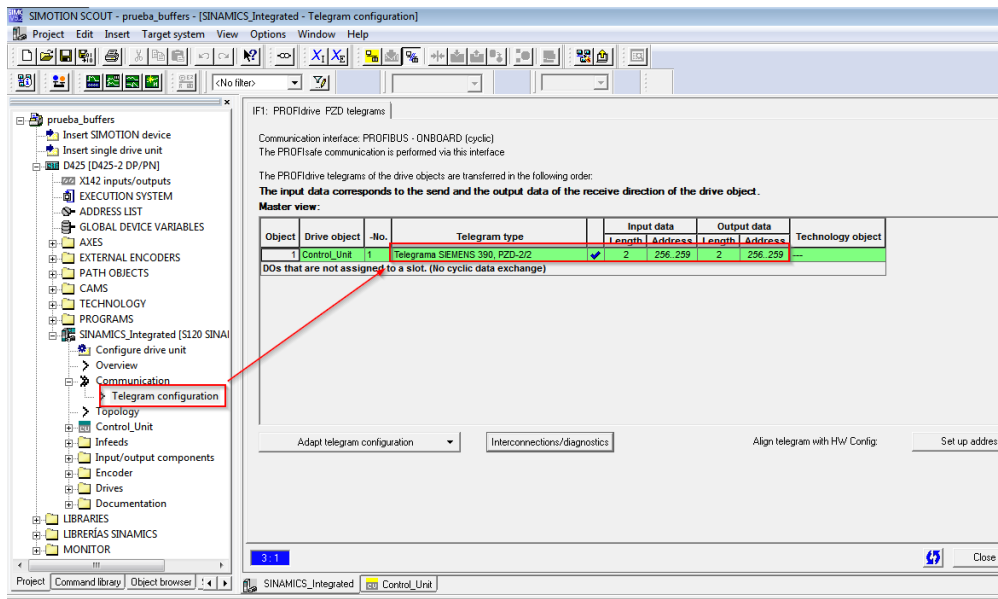 SIMOTION SCOUT - prueba_buffers - [SINAMICS_Integrated - Telegram configuration]
Project Edit Insert Target system View Options Window Help
<No filter>
prueba_buffers
Insert SIMOTION device
Insert single drive unit
D425 [D425-2 DP/PN]
X142 inputs/outputs
EXECUTION SYSTEM
ADDRESS LIST
GLOBAL DEVICE VARIABLES
AXES
EXTERNAL ENCODERS
PATH OBJECTS
CAMS
TECHNOLOGY
PROGRAMS
SINAMICS_Integrated [S120 SINAI
Configure drive unit
Overview
Communication
Telegram configuration
Topology
Control_Unit
Infeeds
Input/output components
Encoder
Drives
Documentation
LIBRARIES
LIBRERÍAS SINAMICS
MONITOR
Project Command library Object browser
IF1: PROFIdrive PZD telegrams
Communication interface: PROFIBUS - ONBOARD (cyclic)
The PROFIsafe communication is performed via this interface
The PROFIdrive telegrams of the drive objects are transferred in the following order:
The input data corresponds to the send and the output data of the receive direction of the drive object.
Master view:
Object Drive object -No. Telegram type Input data Output data Technology object
Length Address Length Address
1 Control_Unit 1 Telegrama SIEMENS 390, PZD-2/2 2 256..259 2 256..259 ---
DOs that are not assigned to a slot. (No cyclic data exchange)
Adapt telegram configuration Interconnections/diagnostics Align telegram with HW Config: Set up addres
3:1 Close
SINAMICS_Integrated Control_Unit